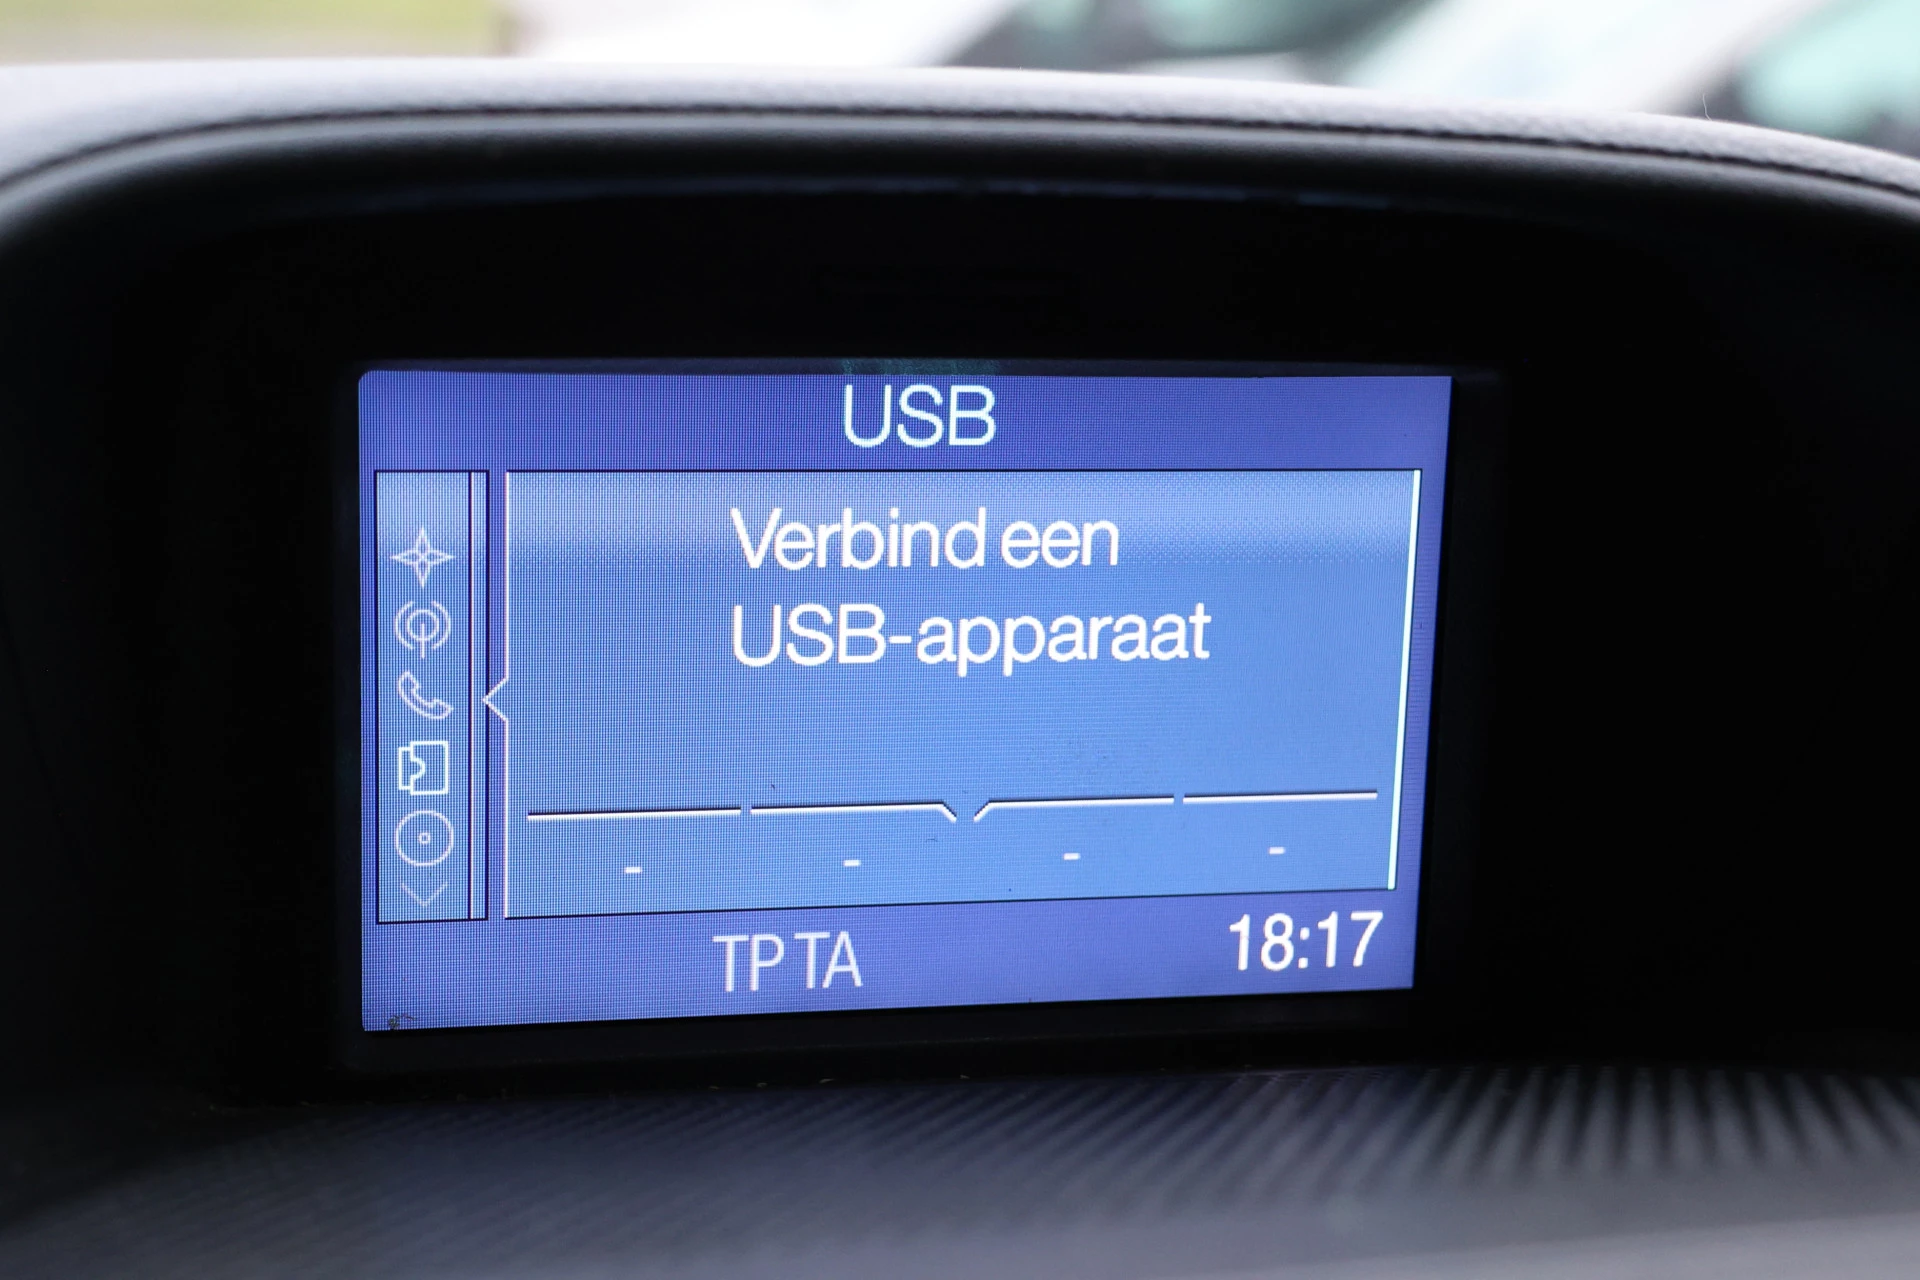 USB
Verbind een
USB-apparaat
- - - -
TP TA 18:17